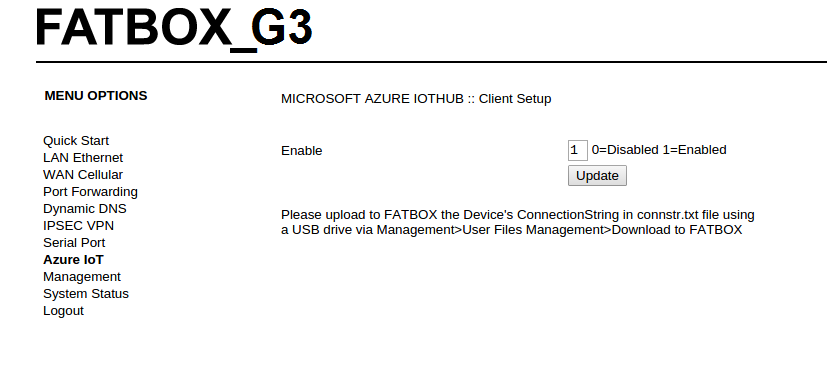 FATBOX_G3
MENU OPTIONS
Quick Start
LAN Ethernet
WAN Cellular
Port Forwarding
Dynamic DNS
IPSEC VPN
Serial Port
Azure IoT
Management
System Status
Logout
MICROSOFT AZURE IOTHUB :: Client Setup
Enable 1 0=Disabled 1=Enabled
Update
Please upload to FATBOX the Device's ConnectionString in connstr.txt file using
a USB drive via Management>User Files Management>Download to FATBOX